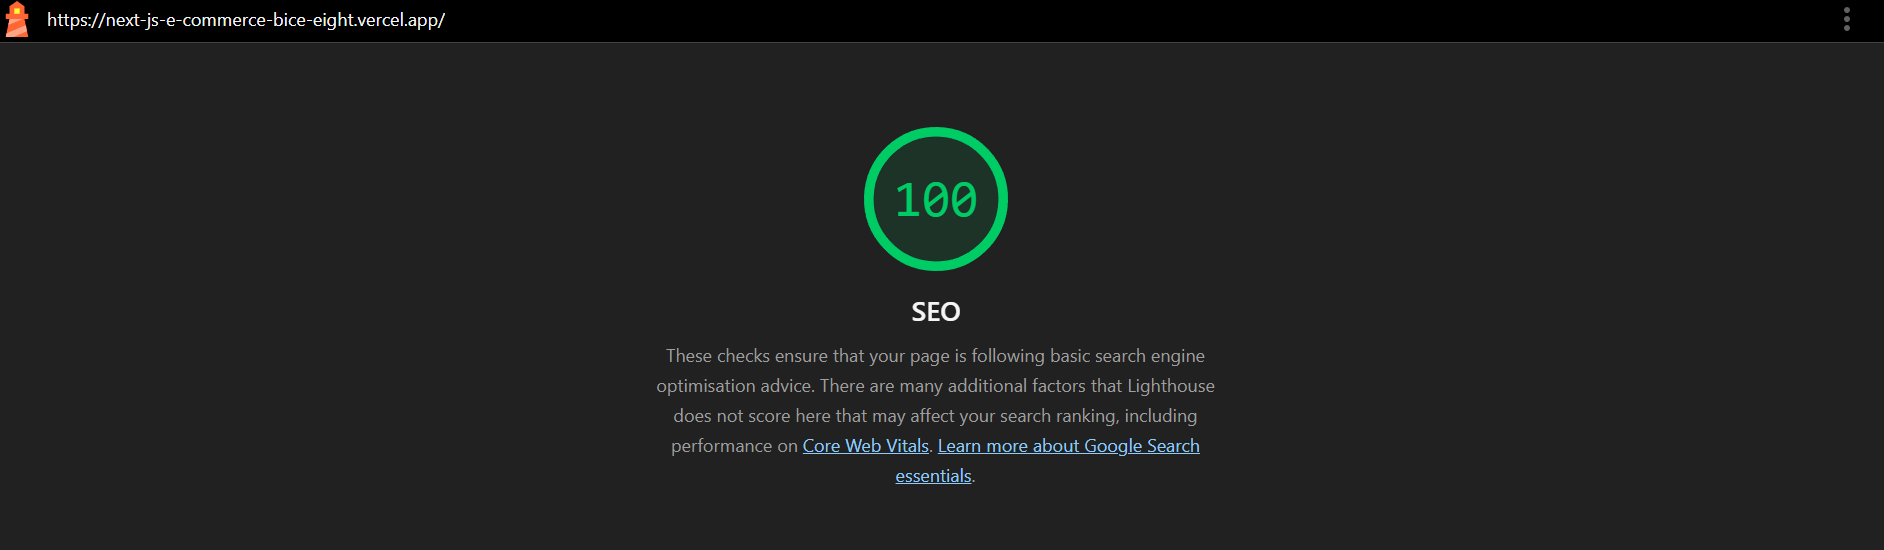 https://next-js-e-commerce-bice-eight.vercel.app/
100
SEO
These checks ensure that your page is following basic search engine
optimisation advice. There are many additional factors that Lighthouse
does not score here that may affect your search ranking, including
performance on Core Web Vitals. Learn more about Google Search
essentials.